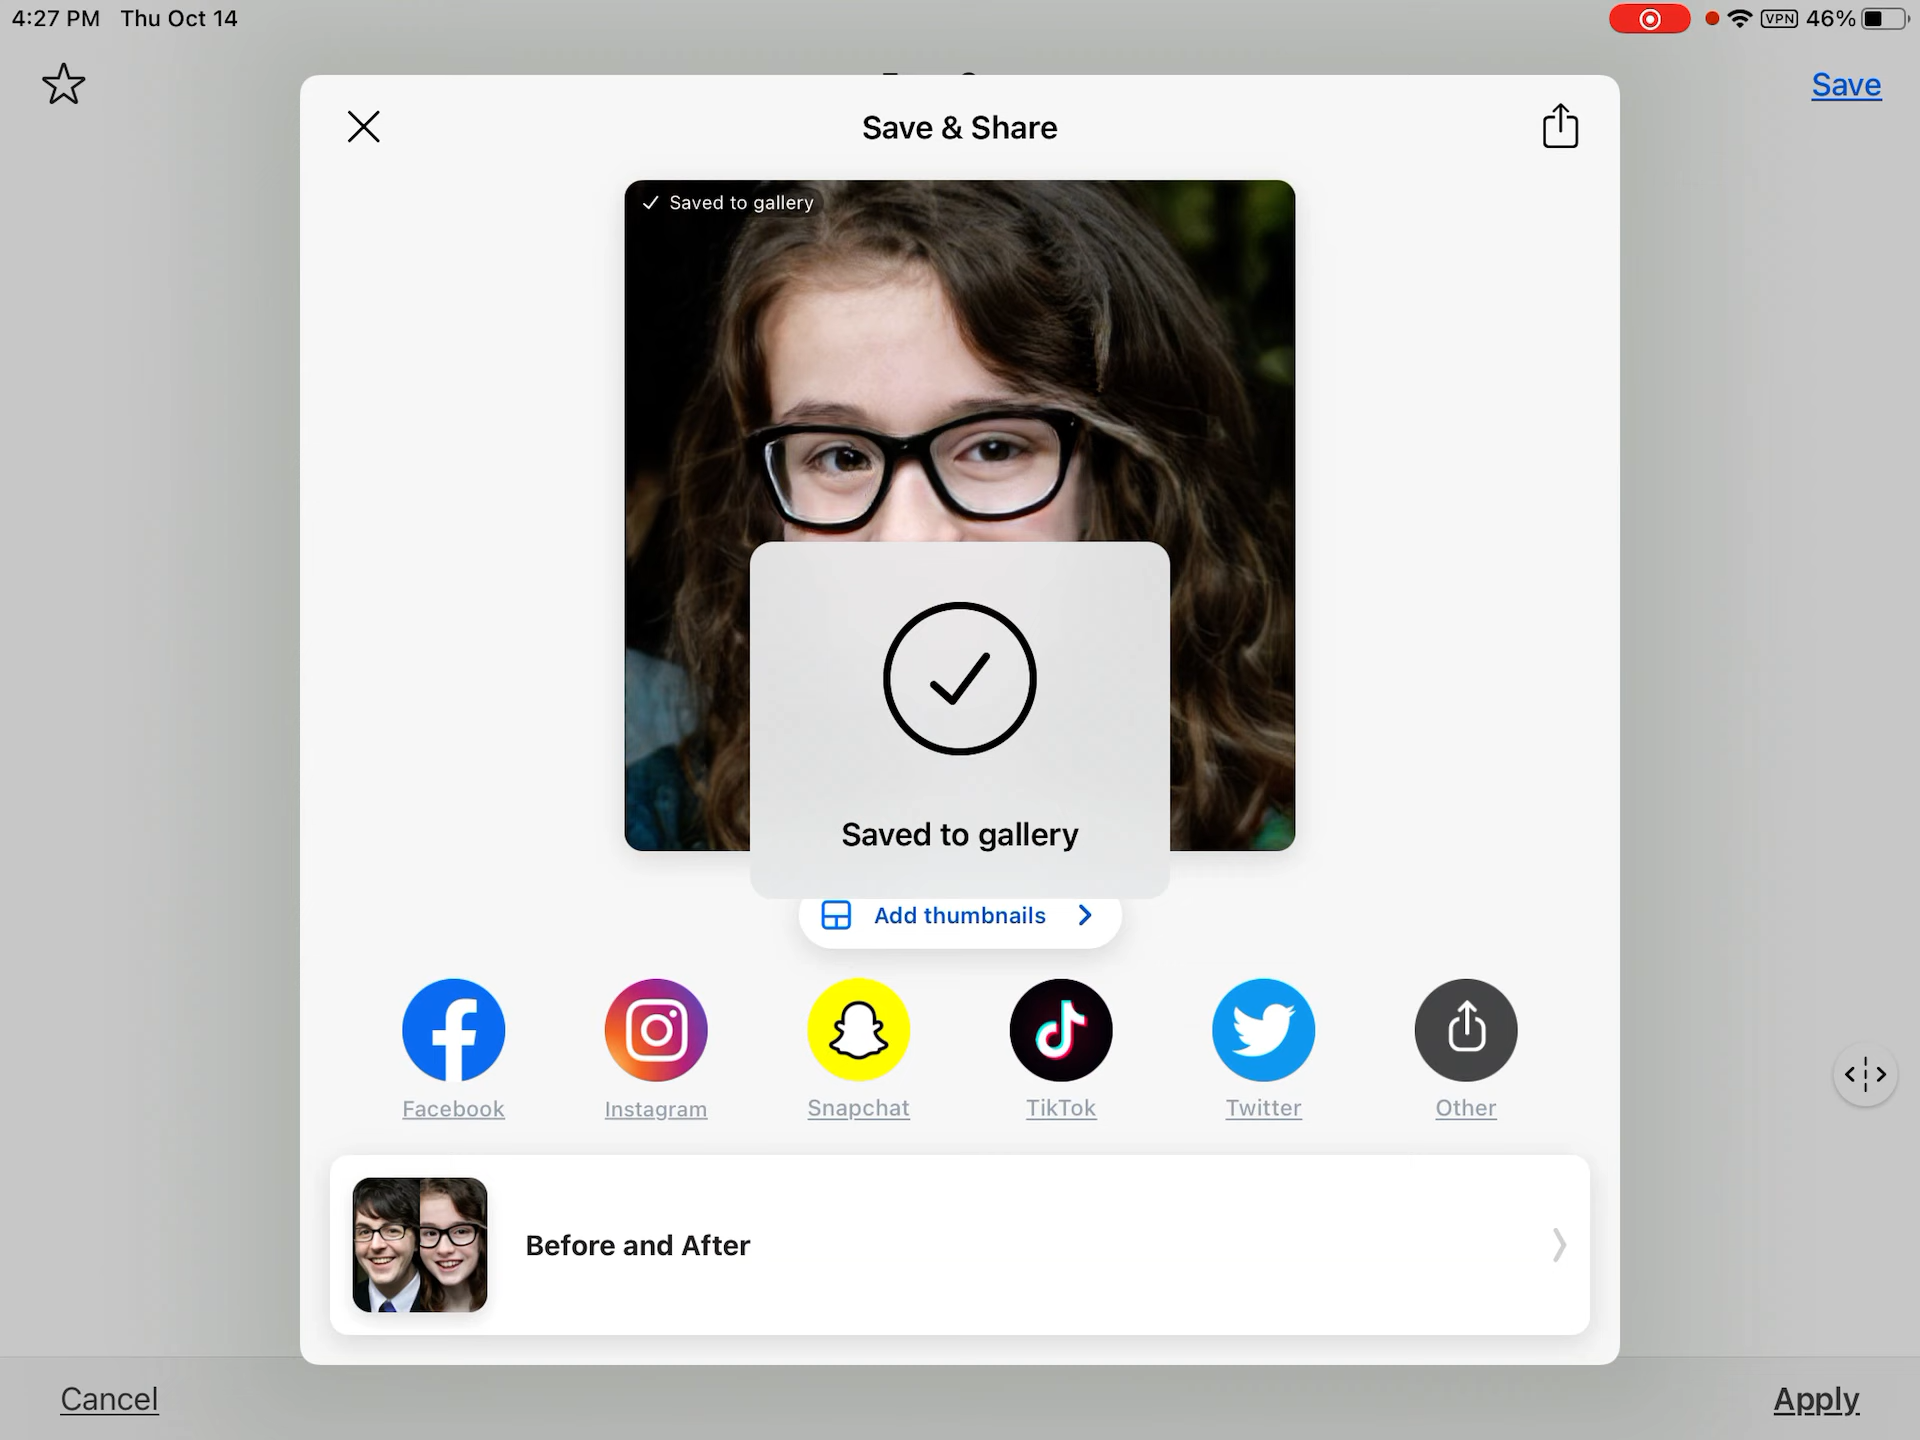 4:27 PM Thu Oct 14
VPN 46%
Save
Save & Share
Saved to gallery
Saved to gallery
Add thumbnails
Facebook
Instagram
Snapchat
TikTok
Twitter
Other
Before and After
Cancel
Apply